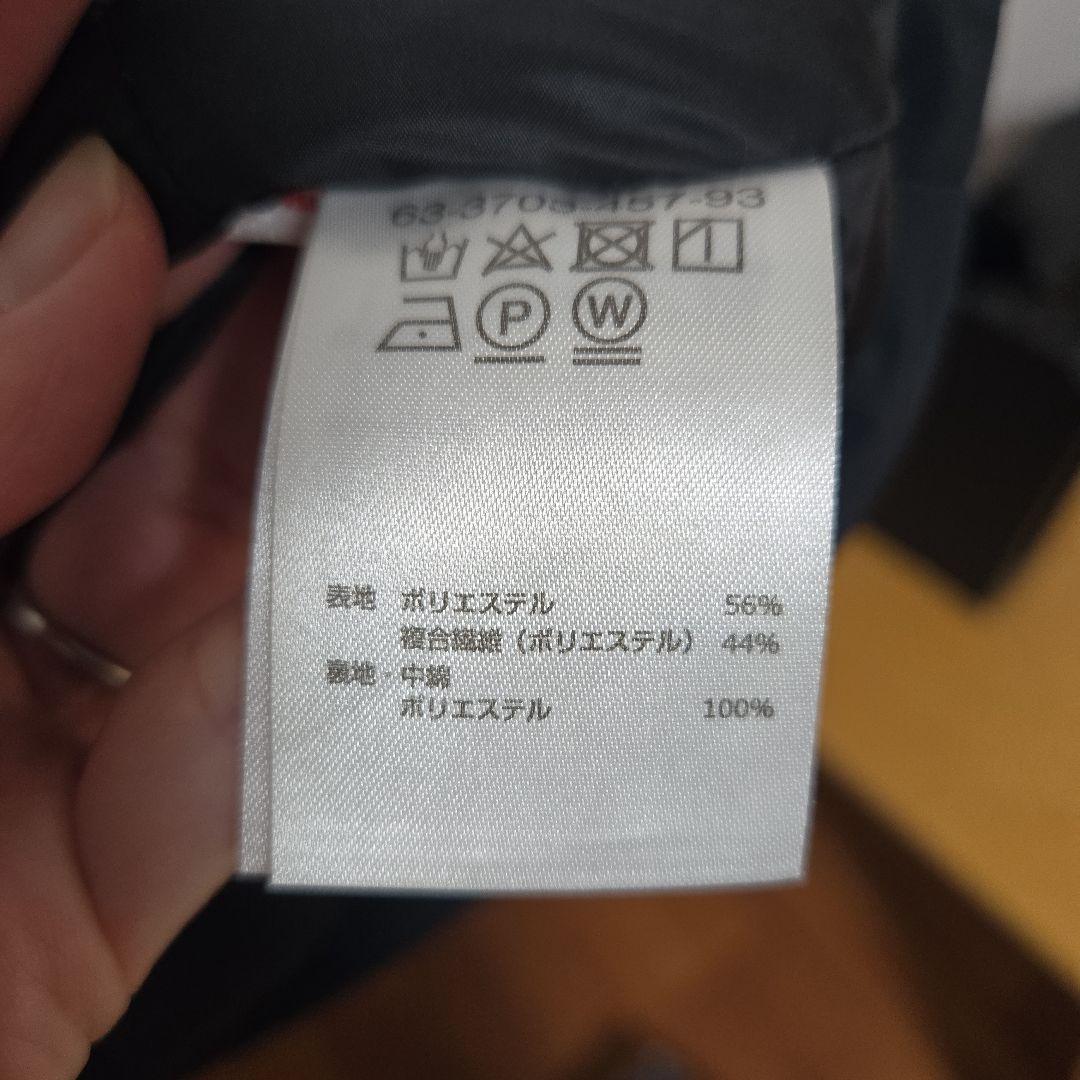 63-3703-457-93
P W
表地 ポリエステル 56%
複合繊維（ポリエステル） 44%
裏地・中綿
ポリエステル 100%